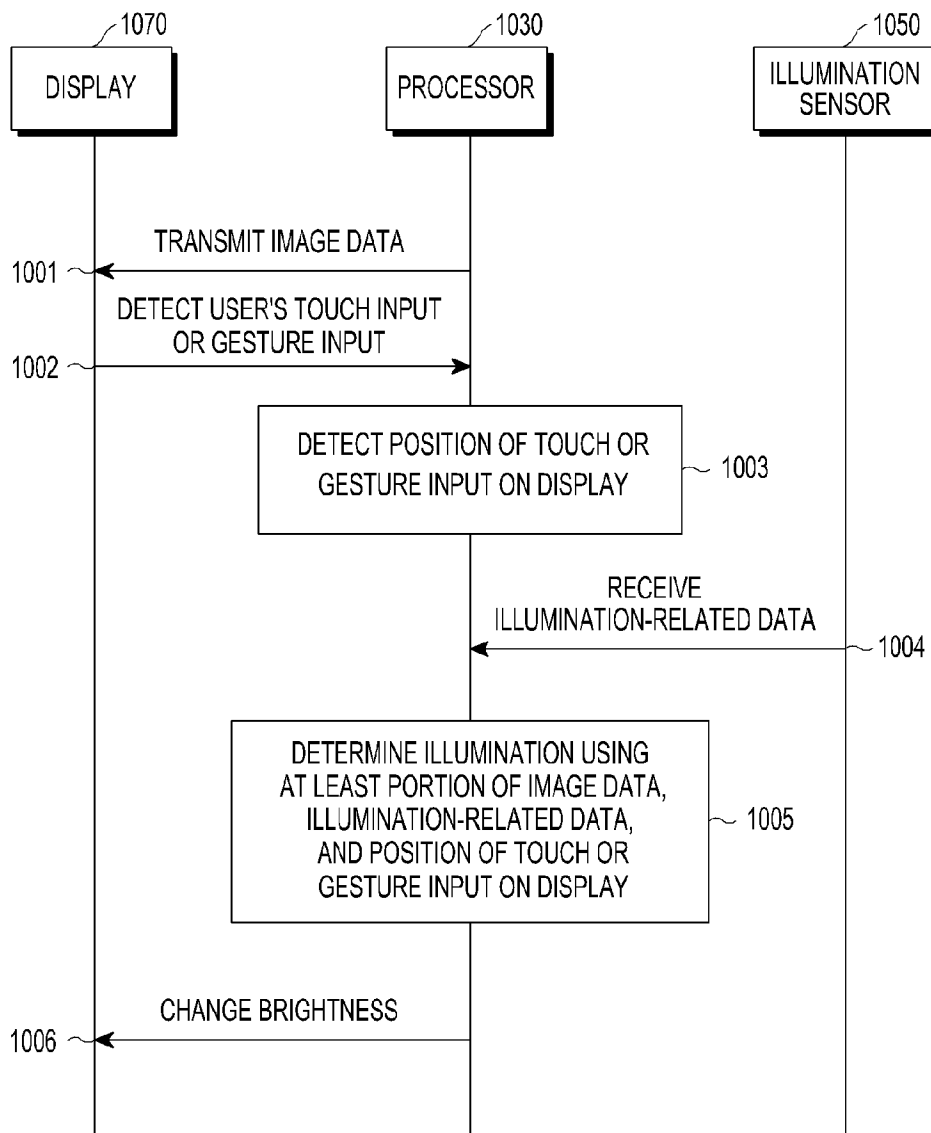 1070
1030
1050
DISPLAY
PROCESSOR
ILLUMINATION
SENSOR
TRANSMIT IMAGE DATA
1001
DETECT USER'S TOUCH INPUT
OR GESTURE INPUT
1002
DETECT POSITION OF TOUCH OR
GESTURE INPUT ON DISPLAY
1003
RECEIVE
ILLUMINATION-RELATED DATA
1004
DETERMINE ILLUMINATION USING
AT LEAST PORTION OF IMAGE DATA,
ILLUMINATION-RELATED DATA,
AND POSITION OF TOUCH OR
GESTURE INPUT ON DISPLAY
1005
CHANGE BRIGHTNESS
1006